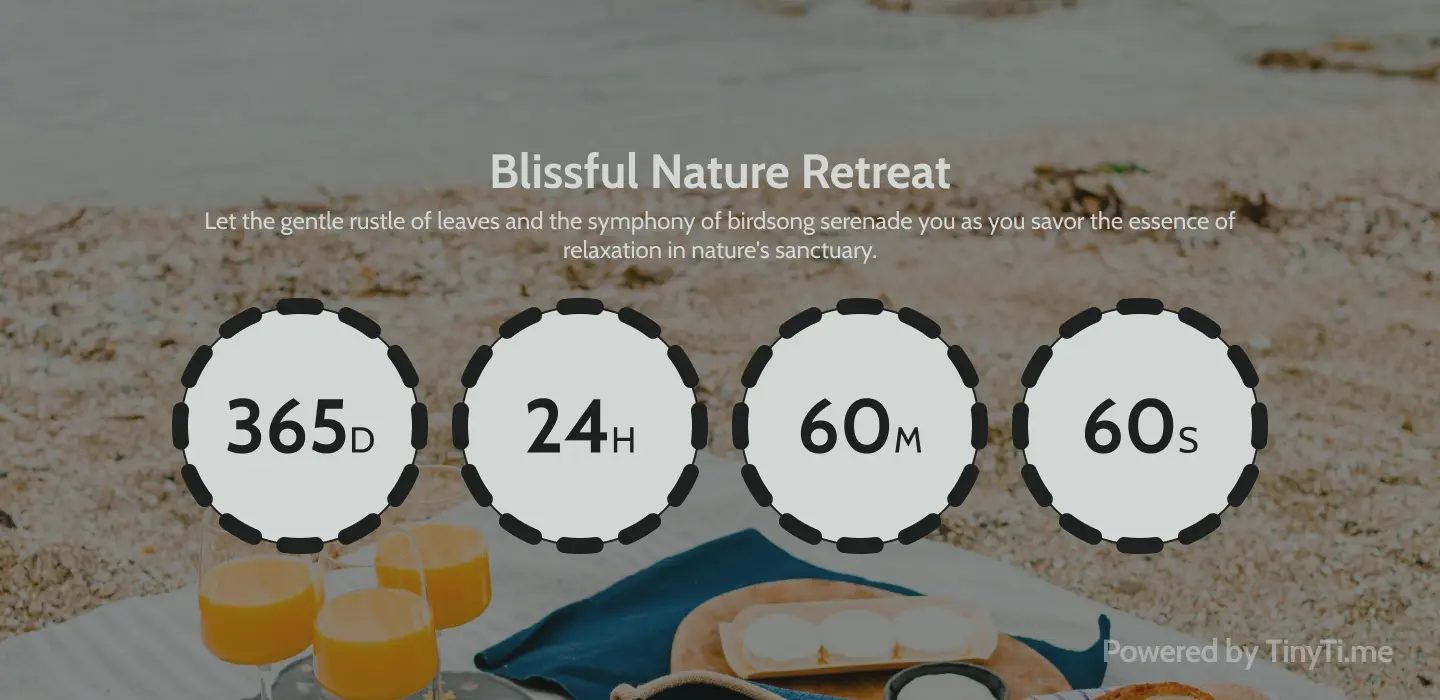 Blissful Nature Retreat
Let the gentle rustle of leaves and the symphony of birdsong serenade you as you savor the essence of
relaxation in nature's sanctuary.
365D 24H 60M 60S
Powered by TinyTi.me